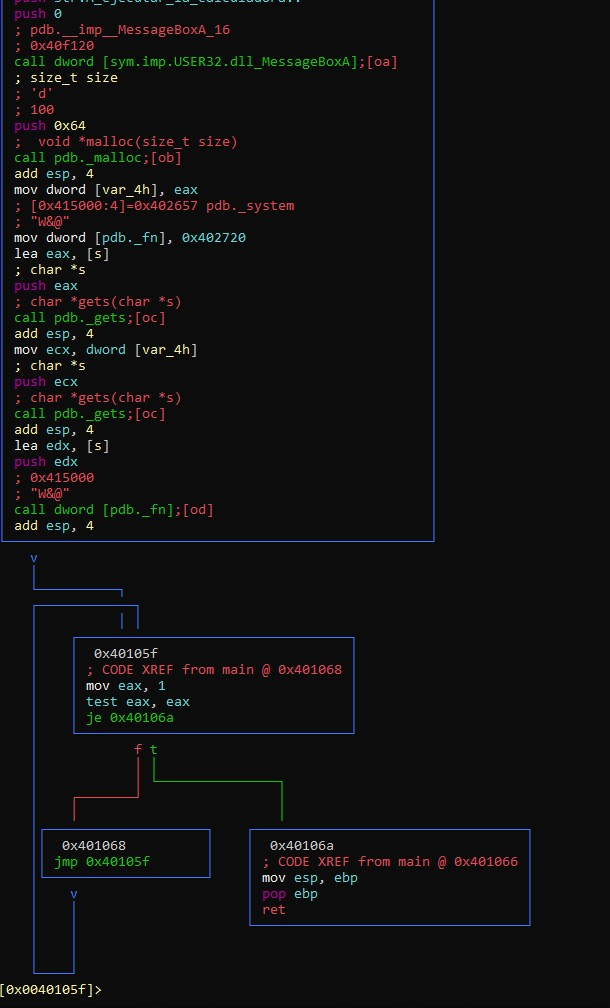 push 0
; pdb.__imp__MessageBoxA_16
; 0x40f120
call dword [sym.imp.USER32.dll_MessageBoxA];[oa]
; size_t size
; 'd'
; 100
push 0x64
;  void *malloc(size_t size)
call pdb._malloc;[ob]
add esp, 4
mov dword [var_4h], eax
; [0x415000:4]=0x402657 pdb._system
; "W&@"
mov dword [pdb._fn], 0x402720
lea eax, [s]
; char *s
push eax
; char *gets(char *s)
call pdb._gets;[oc]
add esp, 4
mov ecx, dword [var_4h]
; char *s
push ecx
; char *gets(char *s)
call pdb._gets;[oc]
add esp, 4
lea edx, [s]
push edx
; 0x415000
; "W&@"
call dword [pdb._fn];[od]
add esp, 4
v
0x40105f
; CODE XREF from main @ 0x401068
mov eax, 1
test eax, eax
je 0x40106a
f t
0x401068
jmp 0x40105f
v
0x40106a
; CODE XREF from main @ 0x401066
mov esp, ebp
pop ebp
ret
[0x0040105f]>